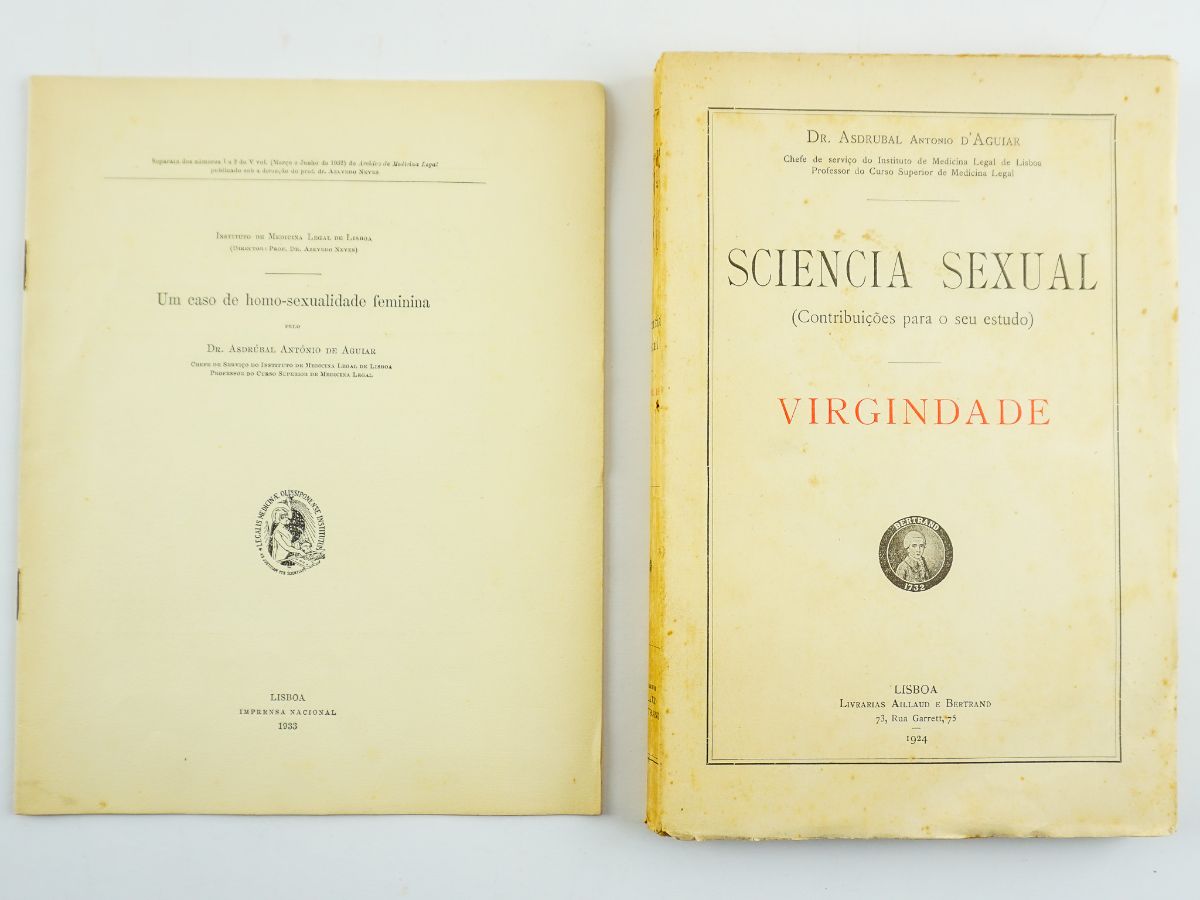 Separata dos números 1 e 2 do V vol. (Março e Junho de 1932) do Archivo de Medicina Legal
publicado sob a direcção do prof. dr. AZEVEDO NEVES
INSTITUTO DE MEDICINA LEGAL DE LISBOA
(DIRECTOR: PROF. DR. AZEVEDO NEVES)
Um caso de homo-sexualidade feminina
PELO
DR. ASDRÚBAL ANTÓNIO DE AGUIAR
CHEFE DE SERVIÇO DO INSTITUTO DE MEDICINA LEGAL DE LISBOA
PROFESSOR DO CURSO SUPERIOR DE MEDICINA LEGAL
LEGALIS MEDICINÆ OLISSIPONENSE INSTITUTUM
LISBOA
IMPRENSA NACIONAL
1933
DR. ASDRUBAL ANTONIO D'AGUIAR
Chefe de serviço do Instituto de Medicina Legal de Lisboa
Professor do Curso Superior de Medicina Legal
SCIENCIA SEXUAL
(Contribuições para o seu estudo)
VIRGINDADE
BERTRAND
1732
LISBOA
LIVRARIAS AILLAUD E BERTRAND
73, Rua Garrett, 75
1924